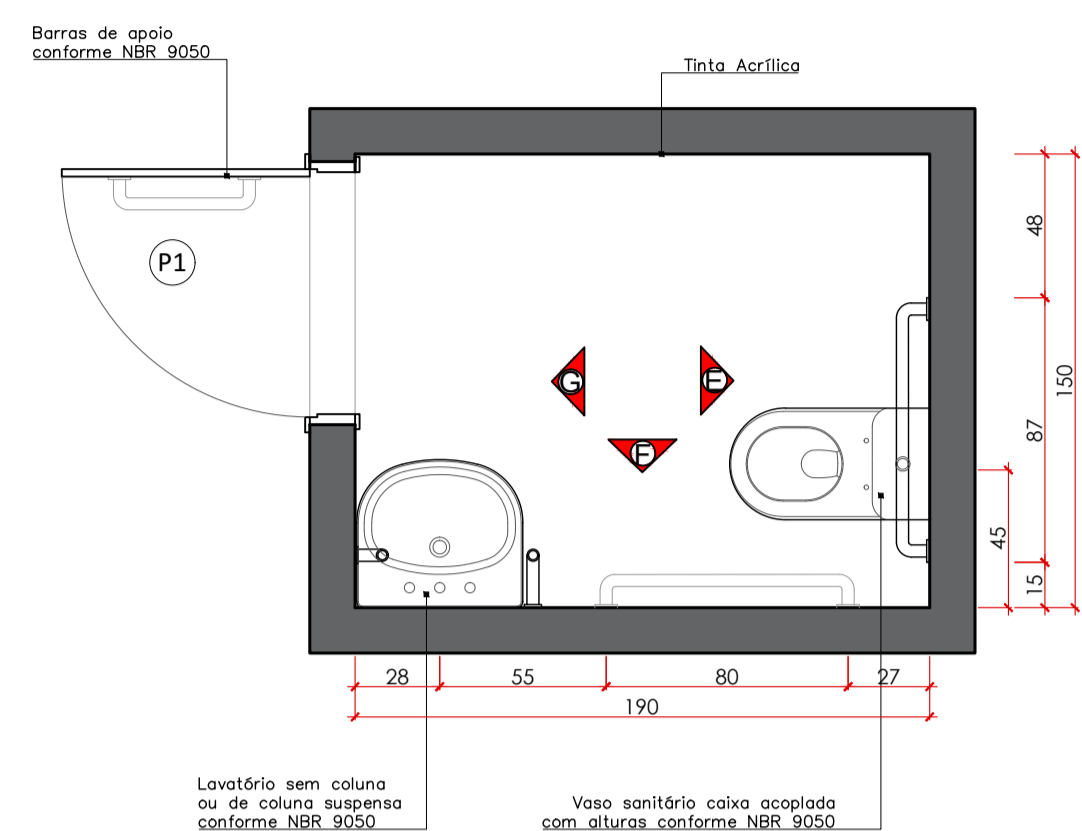 Barras de apoio
conforme NBR 9050
Tinta Acrílica
P1
48
150
G
E
87
F
45
15
28
55
80
27
190
Lavatório sem coluna
ou de coluna suspensa
conforme NBR 9050
Vaso sanitário caixa acoplada
com alturas conforme NBR 9050